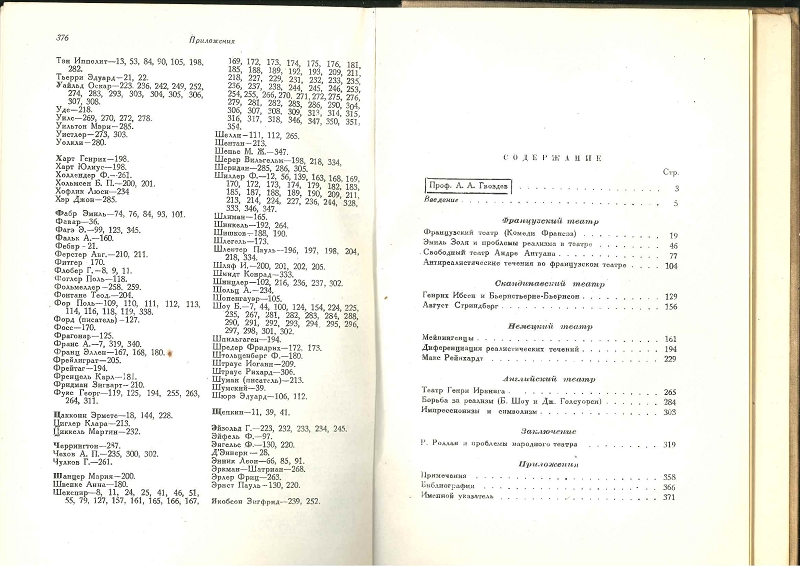 376
Приложения
Тэн Ипполит—13, 53, 84, 90, 105, 198,
282.
Тьерри Эдуард—21, 22.
Уайльд Оскар—223. 236, 242, 249, 252,
274, 283, 293, 303, 304, 305, 306,
307, 308.
Уде—218.
Уилс—269, 270, 272, 278.
Уильтон Мэри—285.
Уистлер—273, 303.
Уолкли—280.
Харт Генрих—198.
Харт Юлиус—198.
Холлендер Ф.—261.
Хольмсен Б. П.—200, 201.
Хофлих Люси—234
Хэр Джон—285.
Фабр Эмиль—74, 76, 84, 93, 101.
Фавар—36.
Фагэ Э.—99, 123, 345.
Фальк А.—160.
Фебвр - 21.
Ферстер Авг.—210, 211.
Фитгер—170.
Флобер Г.—8, 9, 11.
Фоглер Поль—118.
Фольмеллер—258. 259.
Фонтане Теод.—204.
Фор Поль—109, 110, 111, 112, 113,
114, 116, 118, 119, 338.
Форд (писатель) -127.
Фосс—170.
Фрагонар—125.
Франс А.—7, 319, 340.
Франц Эллен—167, 168, 180.
Фрейлиграт—205.
Фрейтаг—194.
Френцель Карл—181.
Фридман Зигварт—210.
Фукс Георг—119, 125, 194, 255, 263,
264, 311.
Цаккони Эрмете—18, 144, 228.
Циглер Клара—213.
Циккель Мартин—232.
Черрингтон—287.
Чехов А. П.—235, 300, 302.
Чулков Г.—261.
Шанцер Мария—200.
Швенке Анна—180.
Шекспир—8, 11, 24, 25, 41, 46, 51,
55, 79, 127, 157, 161, 165, 166, 167,
169, 172, 173, 174, 175, 176, 181,
185, 188, 189, 192, 193, 209, 211,
218, 227, 229, 231, 232, 233, 235,
236, 237, 238, 244, 245, 246, 253,
254, 255, 266, 270, 271, 272, 275, 276,
279, 281, 282, 283, 286, 290, 304,
306, 307, 308, 309, 313, 314, 315,
316, 317, 318, 346, 347, 350, 351,
354.
Шелли—111, 112, 265.
Шентан—213.
Шенье М. Ж.—347.
Шерер Вильгельм—198, 218, 334.
Шеридан—285, 286, 305.
Шиллер Ф.—12, 56, 139, 163, 168, 169,
170, 172, 173, 174, 179, 182, 183,
185, 187, 188, 189, 190, 209, 211,
213, 214, 224, 227, 236, 244, 328,
333, 346, 347.
Шлиман—165.
Шинкель—192, 264.
Шишков—188, 190.
Шлегель—173.
Шлентер Пауль—196, 197, 198, 204,
218, 334.
Шляф И.—200, 201, 202, 205.
Шмидт Конрад—333.
Шницлер—102, 216, 236, 237, 302.
Шольц А.—234.
Шопенгауер—105.
Шоу Б.—7, 44, 100, 124, 154, 224, 225,
235, 267, 281, 282, 283, 284, 288,
290, 291, 292, 293, 294, 295, 296,
297, 298, 301, 302.
Шпильгаген—194.
Шредер Фридрих—172. 173.
Штольценберг Ф.—180.
Штраус Иоганн—209.
Штраус Рихард—306.
Шуман (писатель)—213.
Шумский—39.
Шюрэ Эдуард—106, 112.
Щепкин—11, 39, 41.
Эйзольд Г.—223, 232, 233, 234, 245.
Эйфель Ф.—97.
Энгельс Ф.—130, 220.
Д'Эннери—28.
Энник Леон—66, 85, 91.
Эркман—Шатриан—268.
Эрлер Фриц—263.
Эрнст Пауль—130, 220.
Якобсон Зигфрид—239, 252.
СОДЕРЖАНИЕ
Стр.
Проф. А. А. Гвоздев . . . . . . . . . 3
Введение . . . . . . . . . 5
Французский театр
Французский театр (Комеди Франсэз) . . . . . . . . . 19
Эмиль Золя и проблемы реализма в театре . . . . . . . . . 46
Свободный театр Андре Антуана . . . . . . . . . 77
Антиреалистические течения во французском театре . . . 104
Скандинавский театр
Генрих Ибсен и Бьернстьерне-Бьернсон . . . . . . . . . 129
Август Стриндберг . . . . . . . . . 156
Немецкий театр
Мейнингенцы . . . . . . . . . 161
Диференциация реалистических течений . . . . . . . . . 194
Макс Рейнхардт . . . . . . . . . 229
Английский театр
Театр Генри Ирвинга . . . . . . . . . 265
Борьба за реализм (Б. Шоу и Дж. Голсуорси) . . . . . . 284
Импрессионизм и символизм . . . . . . . . . 303
Заключение
Р. Роллан и проблемы народного театра . . . . . . . . . 319
Приложения
Примечания . . . . . . . . . 358
Библиография . . . . . . . . . 366
Именной указатель . . . . . . . . . 371